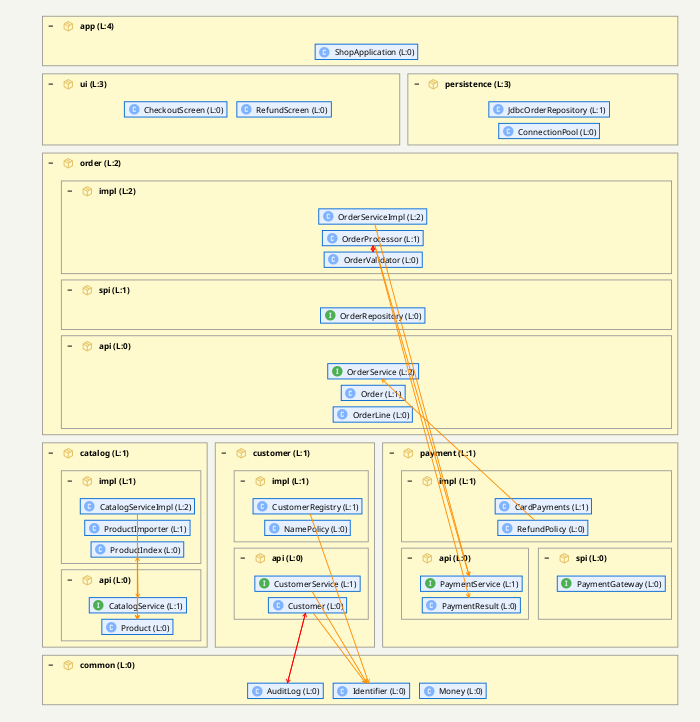 app (L:4)
ShopApplication (L:0)
ui (L:3)
persistence (L:3)
CheckoutScreen (L:0)
RefundScreen (L:0)
JdbcOrderRepository (L:1)
ConnectionPool (L:0)
order (L:2)
impl (L:2)
OrderServiceImpl (L:2)
OrderProcessor (L:1)
OrderValidator (L:0)
spi (L:1)
OrderRepository (L:0)
api (L:0)
OrderService (L:2)
Order (L:1)
OrderLine (L:0)
catalog (L:1)
customer (L:1)
payment (L:1)
impl (L:1)
impl (L:1)
impl (L:1)
CatalogServiceImpl (L:2)
CustomerRegistry (L:1)
CardPayments (L:1)
ProductImporter (L:1)
NamePolicy (L:0)
RefundPolicy (L:0)
ProductIndex (L:0)
api (L:0)
api (L:0)
api (L:0)
spi (L:0)
CatalogService (L:1)
CustomerService (L:1)
PaymentService (L:1)
PaymentGateway (L:0)
Product (L:0)
Customer (L:0)
PaymentResult (L:0)
common (L:0)
AuditLog (L:0)
Identifier (L:0)
Money (L:0)